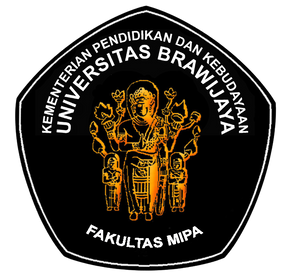 KEMENTERIAN PENDIDIKAN DAN KEBUDAYAAN
UNIVERSITAS BRAWIJAYA
FAKULTAS MIPA